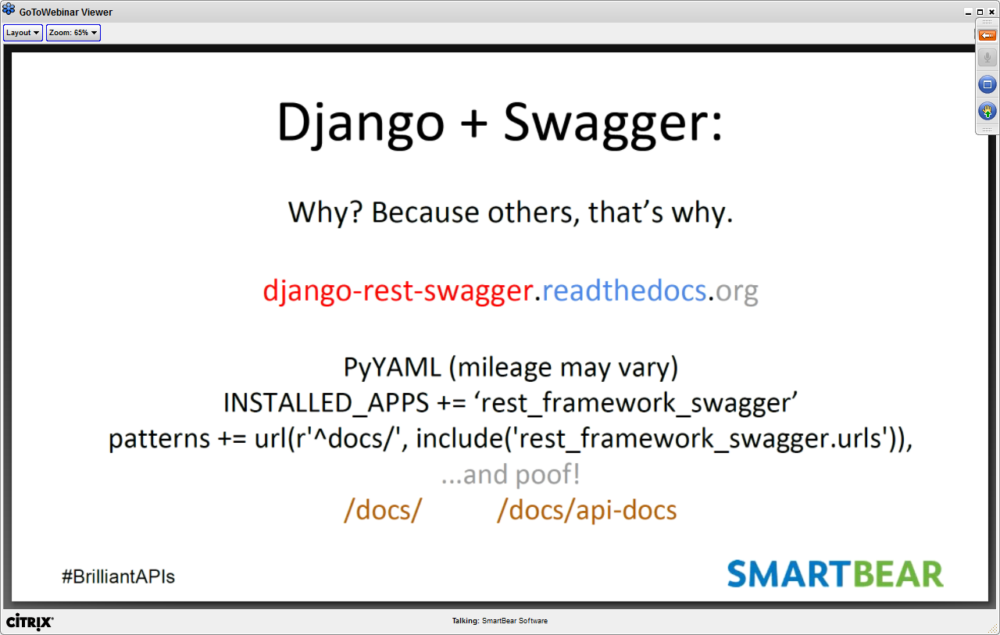 GoToWebinar Viewer
Layout
Zoom: 65%
Django + Swagger:
Why? Because others, that’s why.
django-rest-swagger.readthedocs.org
PyYAML (mileage may vary)
INSTALLED_APPS += ‘rest_framework_swagger’
patterns += url(r'^docs/', include('rest_framework_swagger.urls')),
...and poof!
/docs/ /docs/api-docs
#BrilliantAPIs
SMARTBEAR
CITRIX
Talking: SmartBear Software